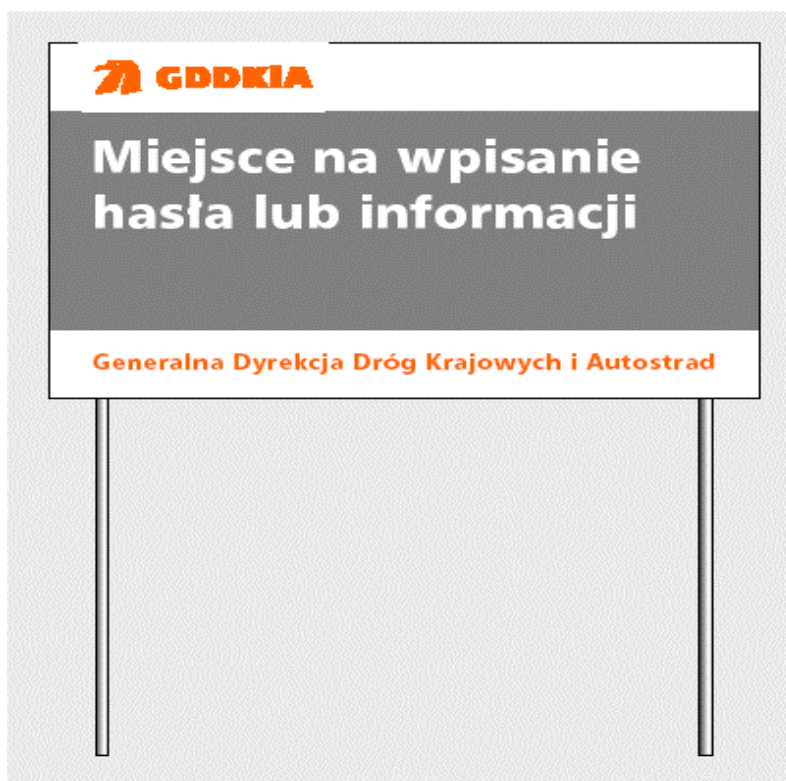 GDDKIA
Miejsce na wpisanie
hasła lub informacji
Generalna Dyrekcja Dróg Krajowych i Autostrad